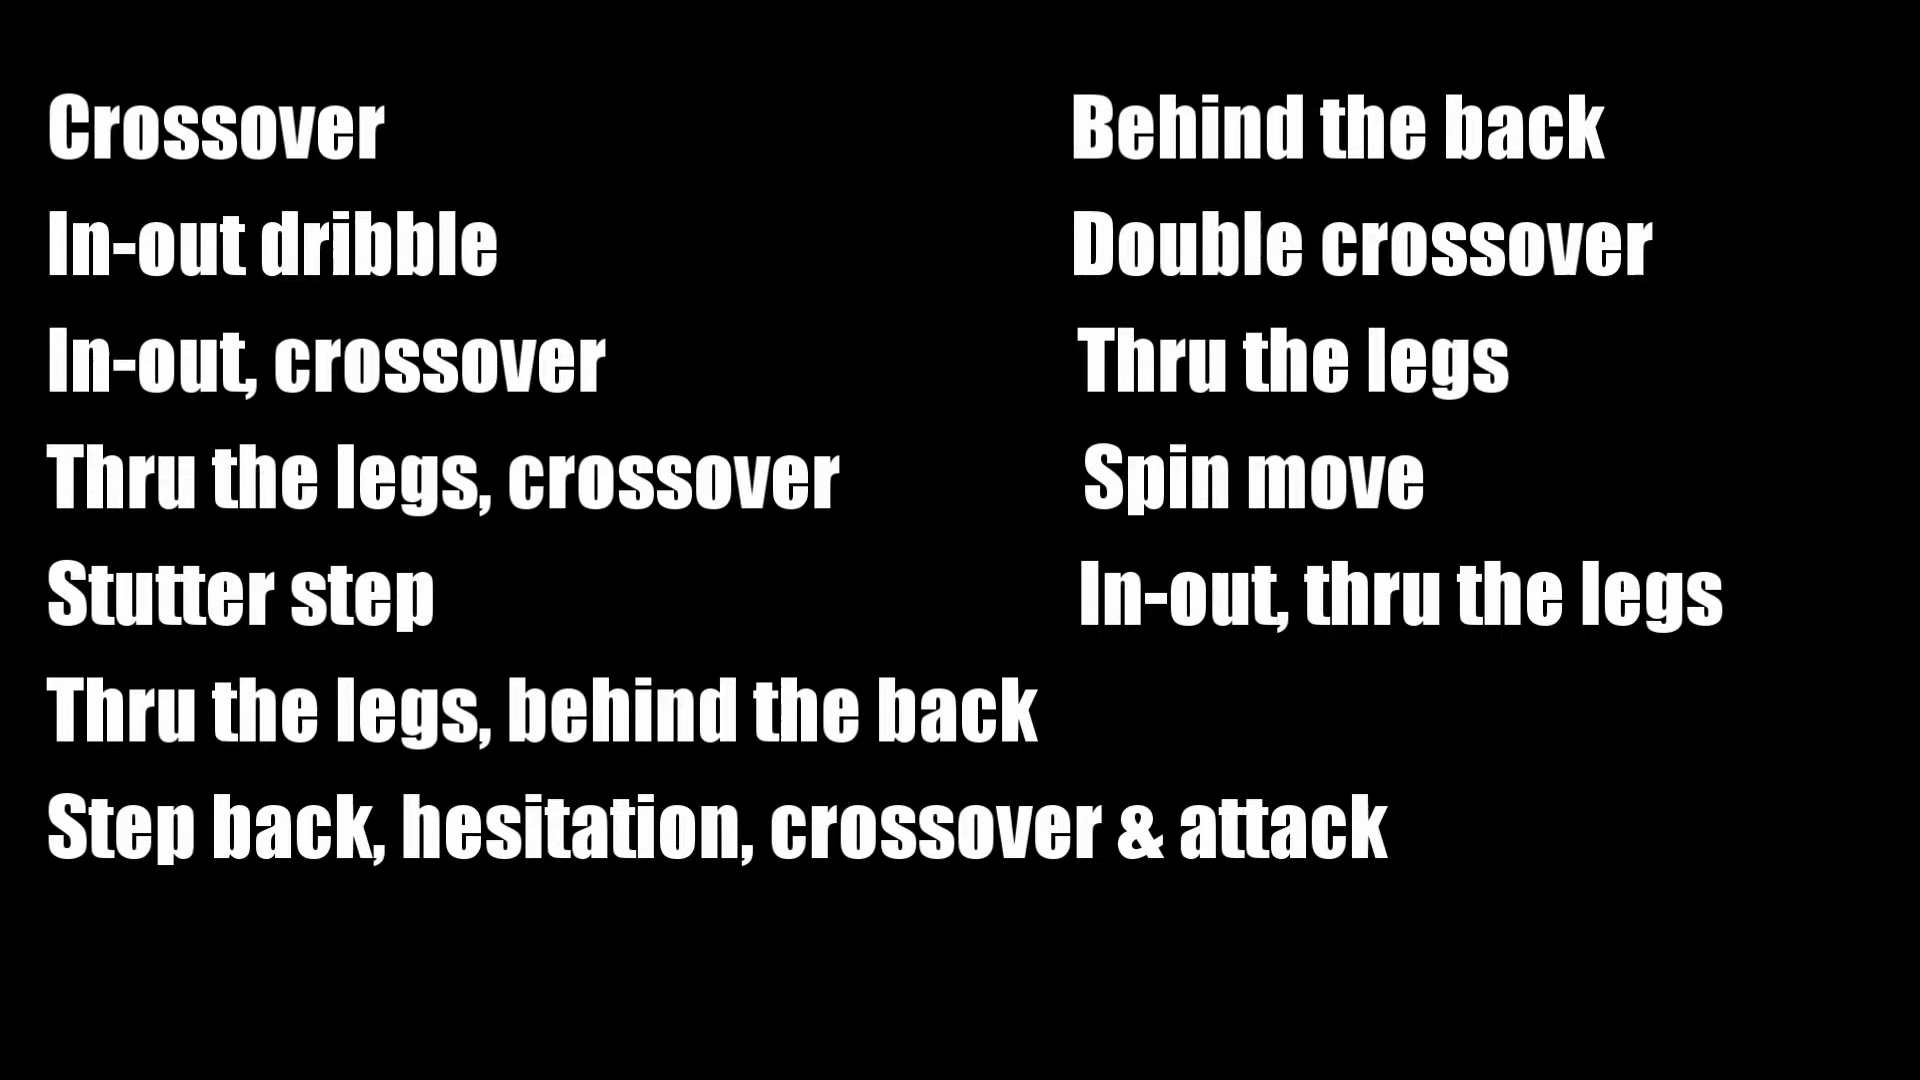 Crossover
Behind the back
In-out dribble
Double crossover
In-out, crossover
Thru the legs
Thru the legs, crossover
Spin move
Stutter step
In-out, thru the legs
Thru the legs, behind the back
Step back, hesitation, crossover & attack